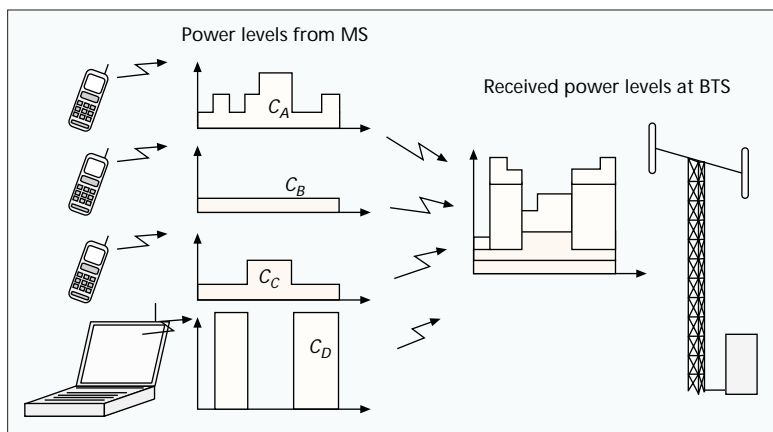 Power levels from MS
Received power levels at BTS
C_A
C_B
C_C
C_D